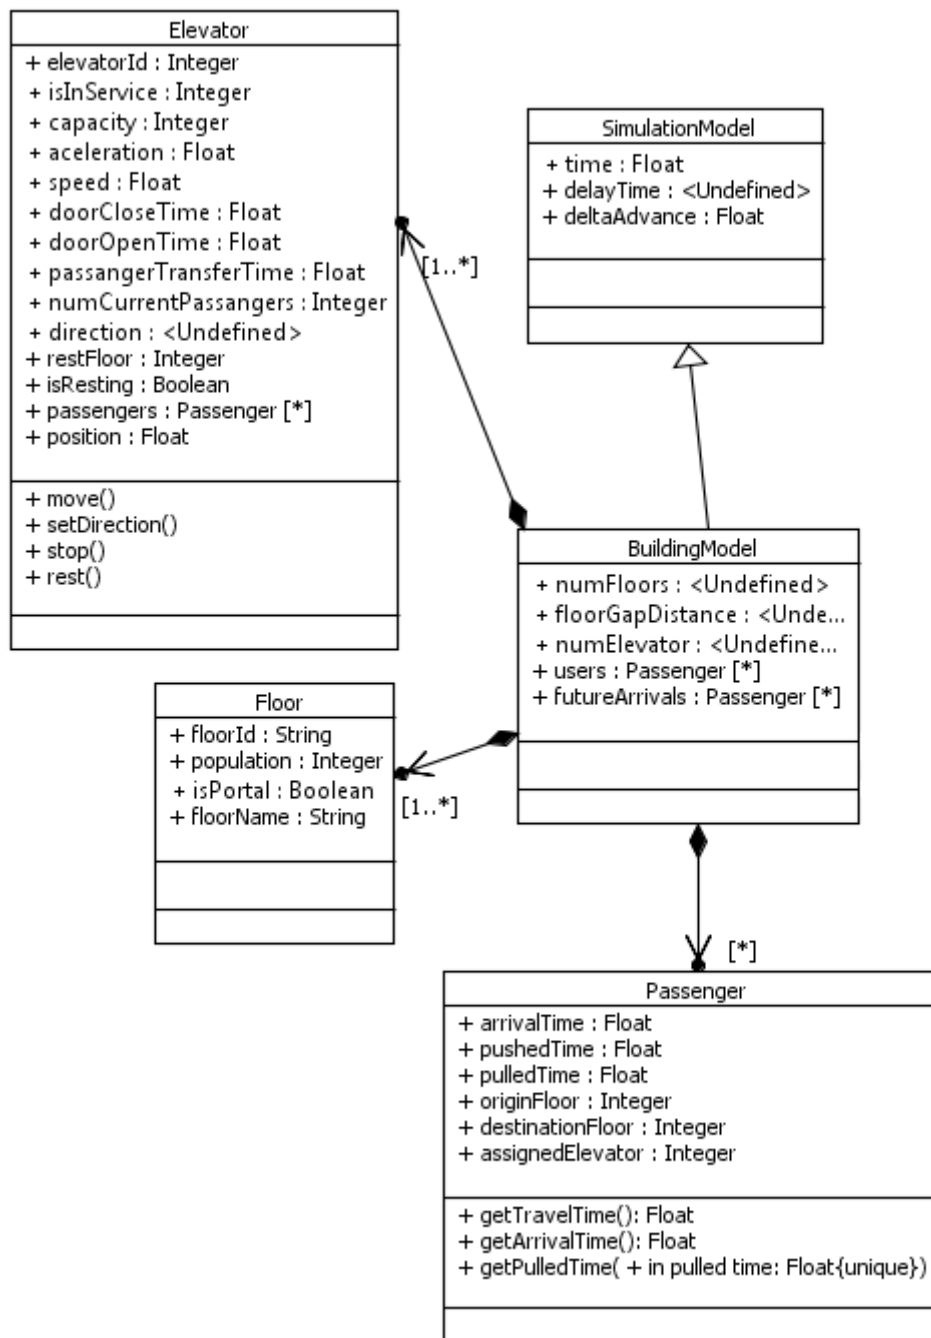 Elevator
+ elevatorId : Integer
+ isInService : Integer
+ capacity : Integer
+ aceleration : Float
+ speed : Float
+ doorCloseTime : Float
+ doorOpenTime : Float
+ passangerTransferTime : Float
+ numCurrentPassangers : Integer
+ direction : <Undefined>
+ restFloor : Integer
+ isResting : Boolean
+ passengers : Passenger [*]
+ position : Float
+ move()
+ setDirection()
+ stop()
+ rest()
SimulationModel
+ time : Float
+ delayTime : <Undefined>
+ deltaAdvance : Float
[1..*]
BuildingModel
+ numFloors : <Undefined>
+ floorGapDistance : <Unde...
+ numElevator : <Undefine...
+ users : Passenger [*]
+ futureArrivals : Passenger [*]
Floor
+ floorId : String
+ population : Integer
+ isPortal : Boolean
+ floorName : String
[1..*]
[*]
Passenger
+ arrivalTime : Float
+ pushedTime : Float
+ pulledTime : Float
+ originFloor : Integer
+ destinationFloor : Integer
+ assignedElevator : Integer
+ getTravelTime(): Float
+ getArrivalTime(): Float
+ getPulledTime( + in pulled time: Float{unique})